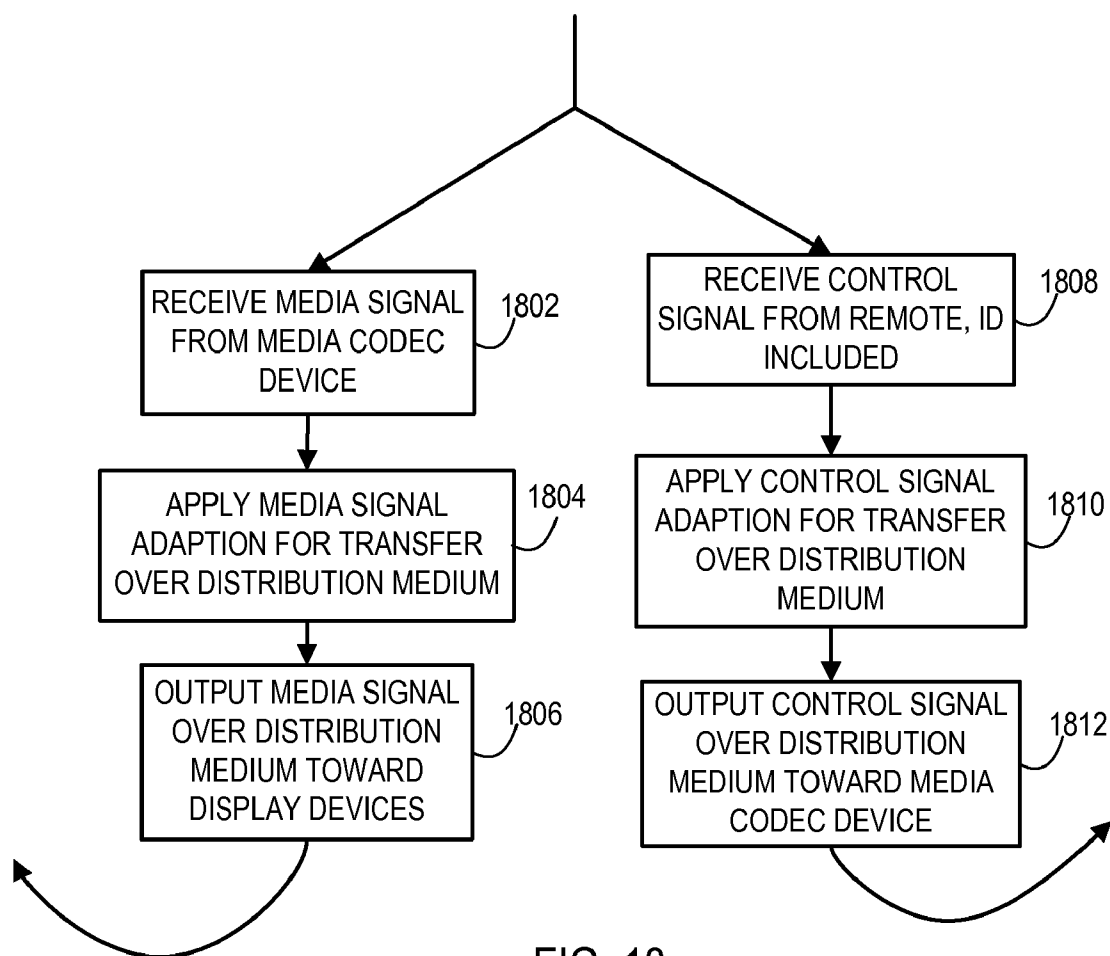 RECEIVE MEDIA SIGNAL
FROM MEDIA CODEC
DEVICE
1802
APPLY MEDIA SIGNAL
ADAPTION FOR TRANSFER
OVER DISTRIBUTION MEDIUM
1804
OUTPUT MEDIA SIGNAL
OVER DISTRIBUTION
MEDIUM TOWARD
DISPLAY DEVICES
1806
RECEIVE CONTROL
SIGNAL FROM REMOTE, ID
INCLUDED
1808
APPLY CONTROL SIGNAL
ADAPTION FOR TRANSFER
OVER DISTRIBUTION
MEDIUM
1810
OUTPUT CONTROL SIGNAL
OVER DISTRIBUTION
MEDIUM TOWARD MEDIA
CODEC DEVICE
1812
FIG. 18